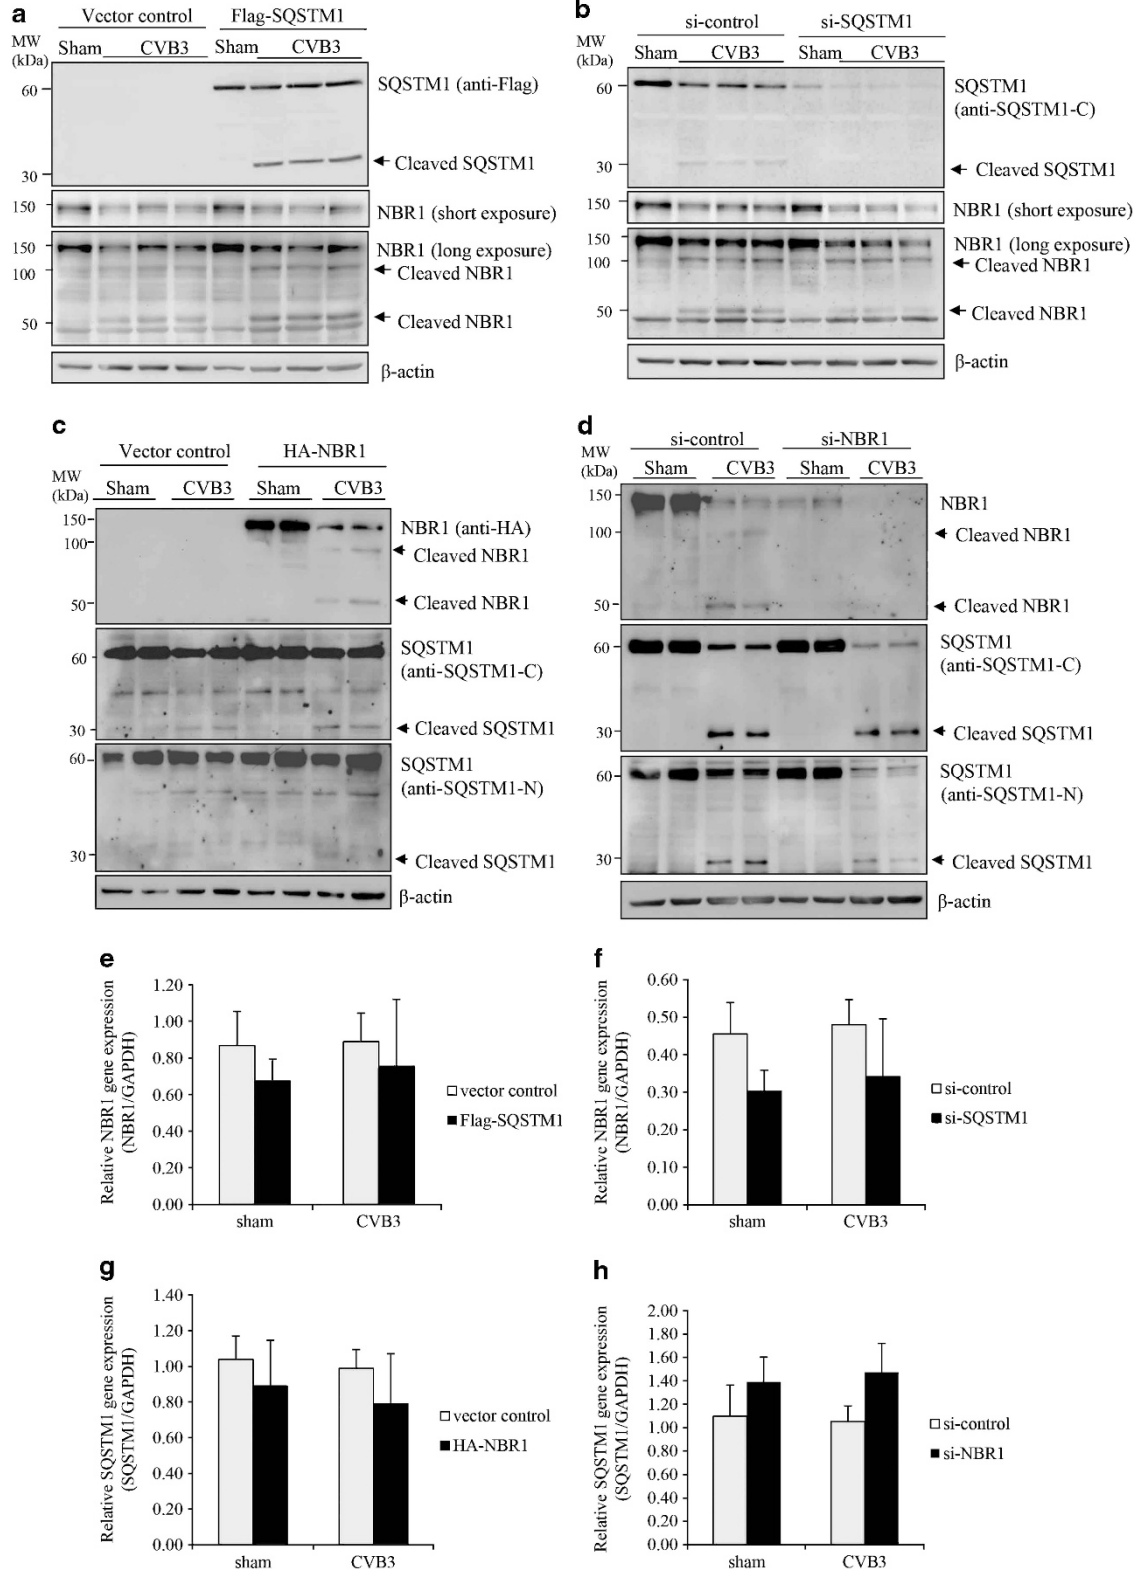 a
Vector control Flag-SQSTM1
MW
(kDa)
Sham CVB3 Sham CVB3
60
SQSTM1 (anti-Flag)
Cleaved SQSTM1
30
150
NBR1 (short exposure)
150
NBR1 (long exposure)
100
Cleaved NBR1
50
Cleaved NBR1
β-actin
b
si-control si-SQSTM1
MW
(kDa)
Sham CVB3 Sham CVB3
60
SQSTM1
(anti-SQSTM1-C)
30
Cleaved SQSTM1
150
NBR1 (short exposure)
150
NBR1 (long exposure)
100
Cleaved NBR1
50
Cleaved NBR1
β-actin
c
Vector control HA-NBR1
MW
(kDa)
Sham CVB3 Sham CVB3
150
NBR1 (anti-HA)
100
Cleaved NBR1
50
Cleaved NBR1
60
SQSTM1
(anti-SQSTM1-C)
30
Cleaved SQSTM1
60
SQSTM1
(anti-SQSTM1-N)
30
Cleaved SQSTM1
β-actin
d
si-control si-NBR1
MW
(kDa)
Sham CVB3 Sham CVB3
150
NBR1
100
Cleaved NBR1
50
Cleaved NBR1
60
SQSTM1
(anti-SQSTM1-C)
30
Cleaved SQSTM1
60
SQSTM1
(anti-SQSTM1-N)
30
Cleaved SQSTM1
β-actin
e
Relative NBR1 gene expression
(NBR1/GAPDH)
1.20
1.00
0.80
0.60
0.40
0.20
0.00
sham CVB3
vector control
Flag-SQSTM1
f
Relative NBR1 gene expression
(NBR1/GAPDH)
0.60
0.50
0.40
0.30
0.20
0.10
0.00
sham CVB3
si-control
si-SQSTM1
g
Relative SQSTM1 gene expression
(SQSTM1/GAPDH)
1.40
1.20
1.00
0.80
0.60
0.40
0.20
0.00
sham CVB3
vector control
HA-NBR1
h
Relative SQSTM1 gene expression
(SQSTM1/GAPDH)
2.00
1.80
1.60
1.40
1.20
1.00
0.80
0.60
0.40
0.20
0.00
sham CVB3
si-control
si-NBR1